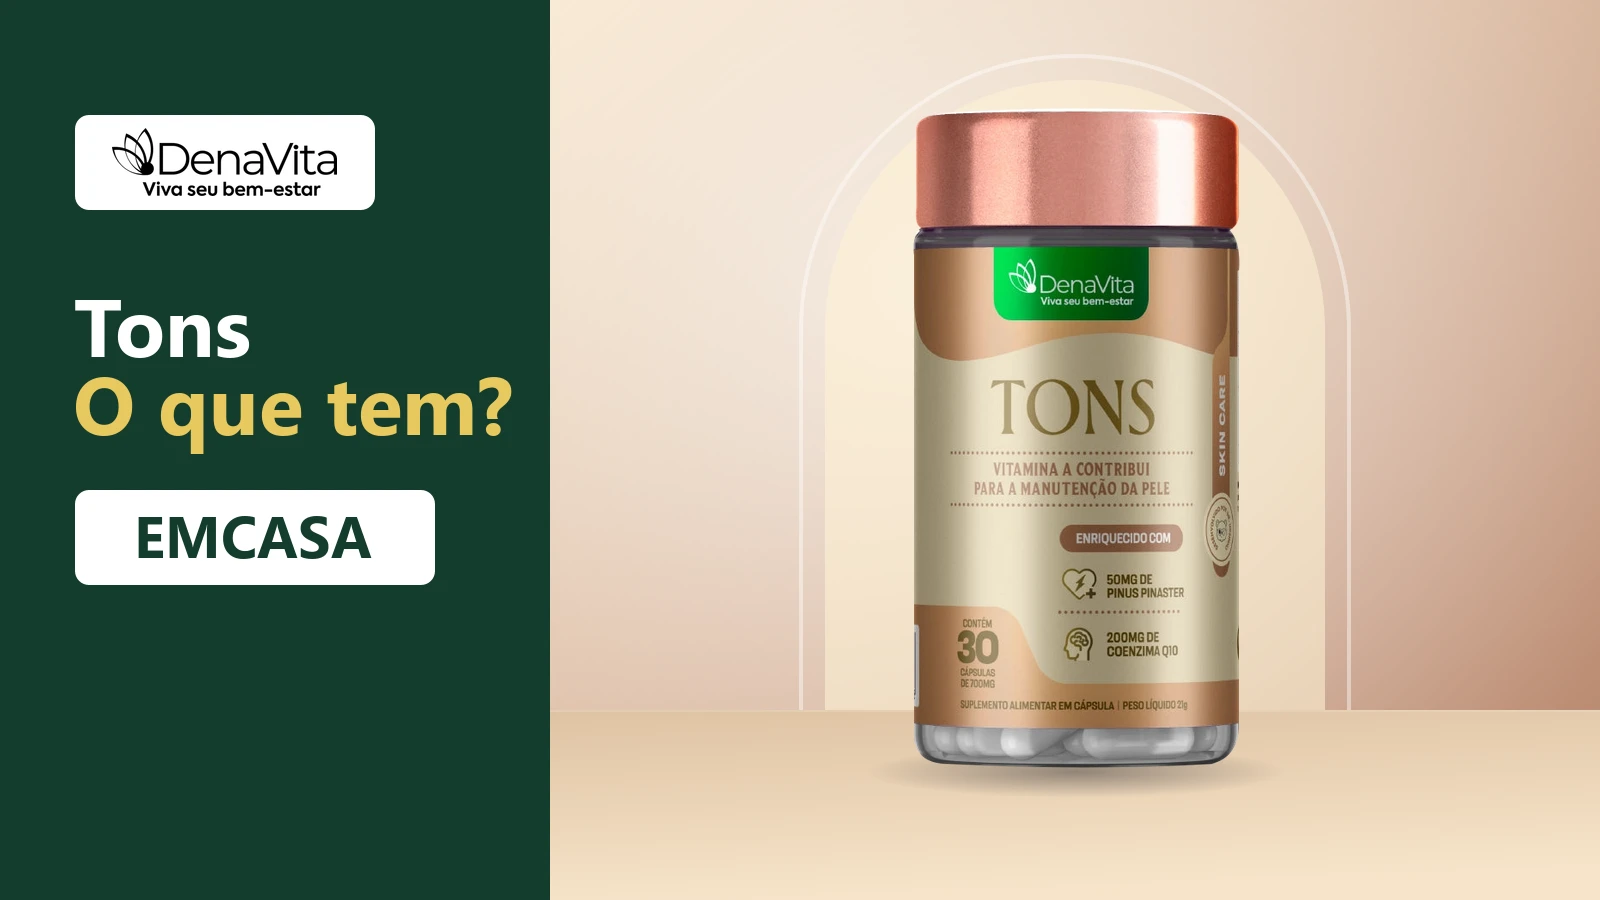 DenaVita
Viva seu bem-estar
Tons
O que tem?
EMCASA
DenaVita
Viva seu bem-estar
TONS
VITAMINA A CONTRIBUI
PARA A MANUTENÇÃO DA PELE
ENRIQUECIDO COM
50MG DE
PINUS PINASTER
200MG DE
COENZIMA Q10
CONTÉM
30
CÁPSULAS
DE 700MG
SUPLEMENTO ALIMENTAR EM CÁPSULA | PESO LÍQUIDO 21g
SKIN CARE